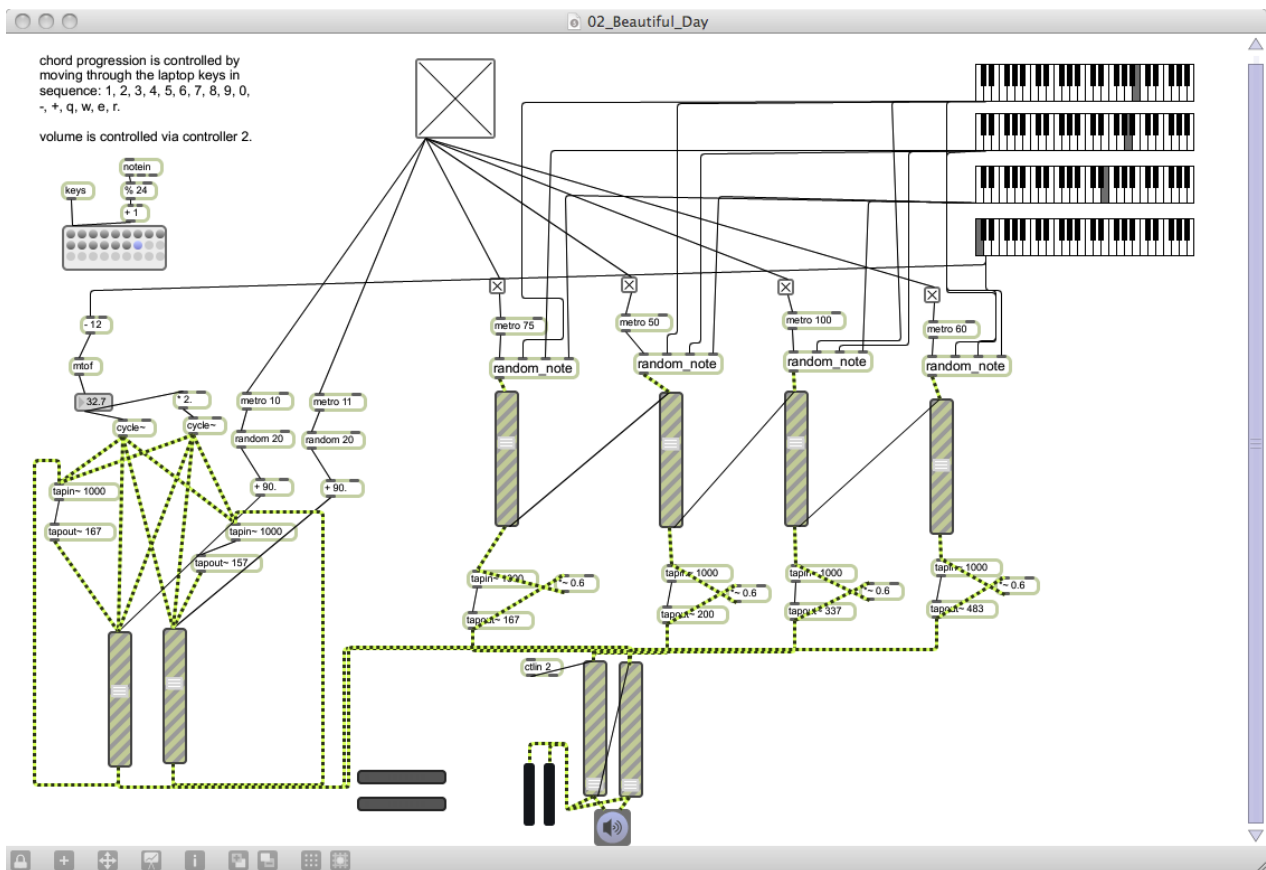 02_Beautiful_Day
chord progression is controlled by
moving through the laptop keys in
sequence: 1, 2, 3, 4, 5, 6, 7, 8, 9, 0,
-, +, q, w, e, r.
volume is controlled via controller 2.
notein
keys
% 24
+ 1
- 12
mtof
32.7
* 2.
cycle~
cycle~
metro 10
metro 11
random 20
random 20
+ 90.
+ 90.
tapin~ 1000
tapout~ 167
tapin~ 1000
tapout~ 157
metro 75
metro 50
metro 100
metro 60
random_note
random_note
random_note
random_note
tapin~ 1000
tapin~ 1000
tapin~ 1000
*~ 0.6
*~ 0.6
*~ 0.6
*~ 0.6
tapout~ 167
tapout~ 200
tapout~ 337
tapout~ 483
ctlin 2